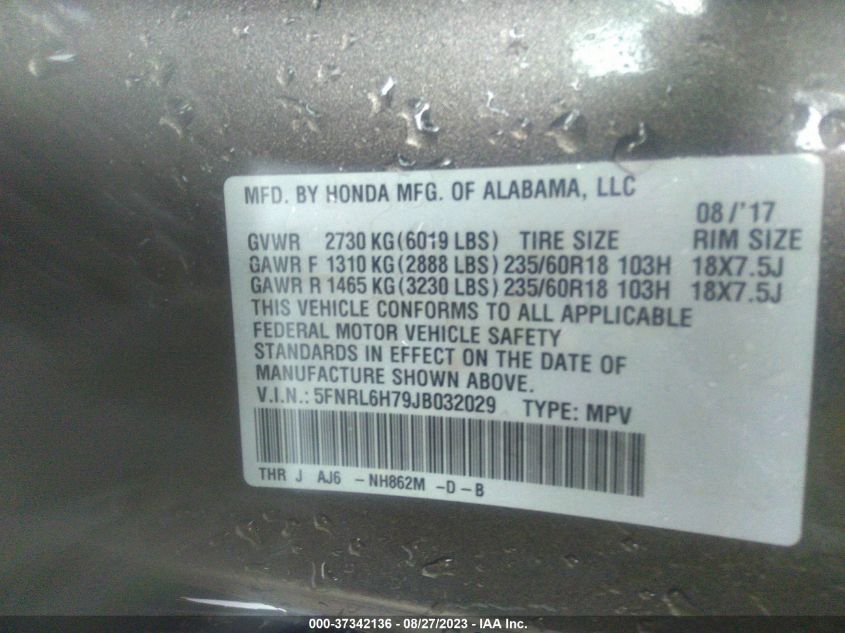 MFD. BY HONDA MFG. OF ALABAMA, LLC
08/'17
GVWR 2730 KG(6019 LBS) TIRE SIZE RIM SIZE
GAWR F 1310 KG(2888 LBS) 235/60R18 103H 18X7.5J
GAWR R 1465 KG(3230 LBS) 235/60R18 103H 18X7.5J
THIS VEHICLE CONFORMS TO ALL APPLICABLE
FEDERAL MOTOR VEHICLE SAFETY
STANDARDS IN EFFECT ON THE DATE OF
MANUFACTURE SHOWN ABOVE.
V.I.N.: 5FNRL6H79JB032029 TYPE: MPV
THR J AJ6 -NH862M -D-B
000-37342136 - 08/27/2023 - IAA Inc.